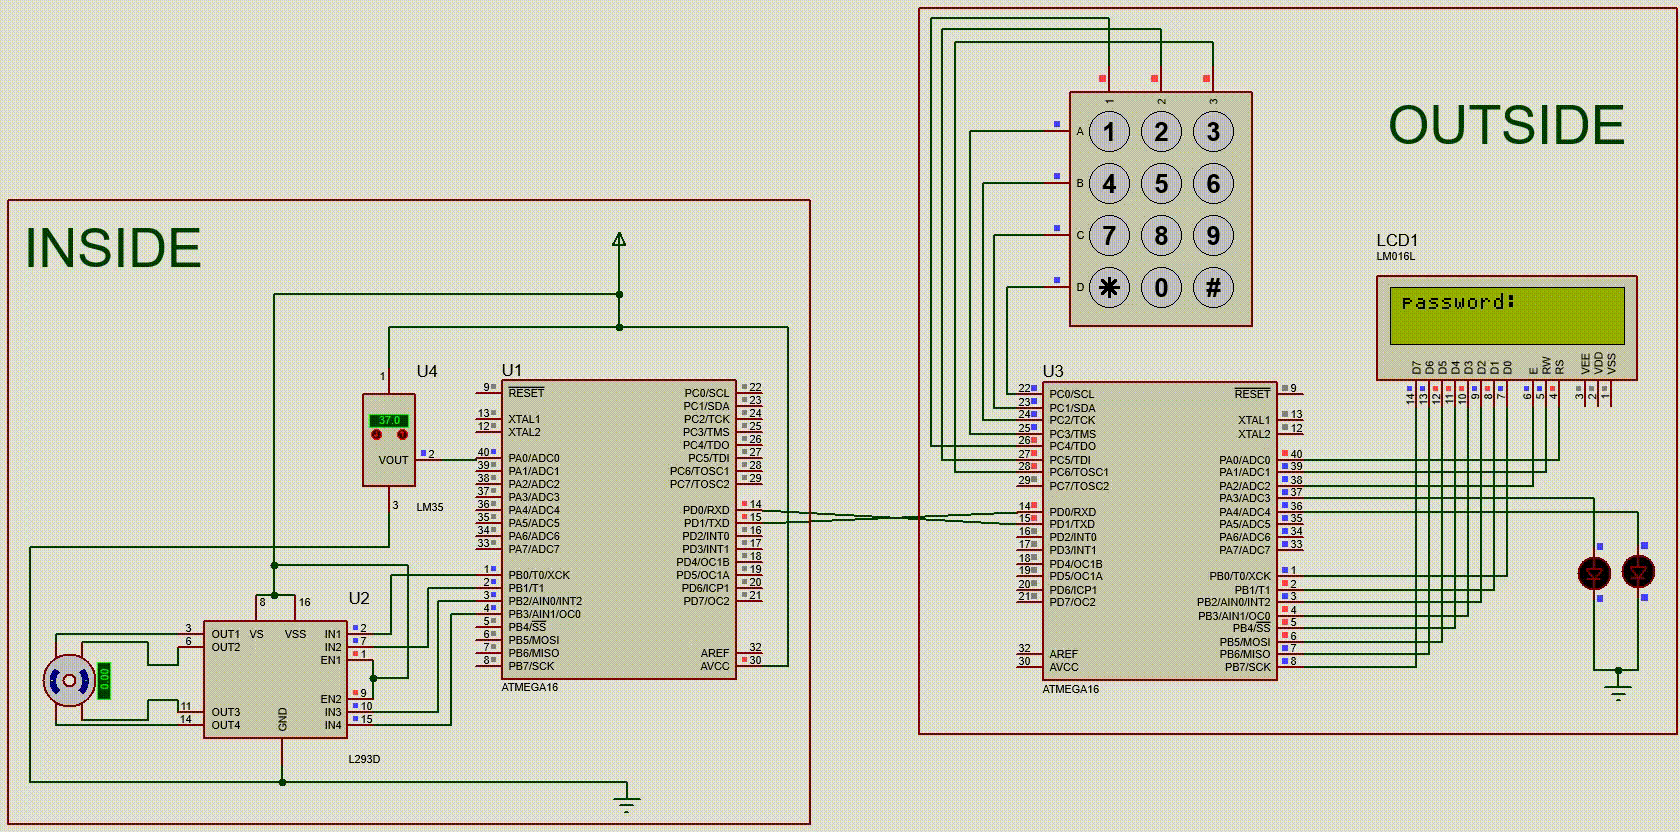 INSIDE
U4
1
37.0
VOUT
2
3
LM35
U1
9 RESET
13 XTAL1
12 XTAL2
40 PA0/ADC0
39 PA1/ADC1
38 PA2/ADC2
37 PA3/ADC3
36 PA4/ADC4
35 PA5/ADC5
34 PA6/ADC6
33 PA7/ADC7
1 PB0/T0/XCK
2 PB1/T1
3 PB2/AIN0/INT2
4 PB3/AIN1/OC0
5 PB4/SS
6 PB5/MOSI
7 PB6/MISO
8 PB7/SCK
PC0/SCL 22
PC1/SDA 23
PC2/TCK 24
PC3/TMS 25
PC4/TDO 26
PC5/TDI 27
PC6/TOSC1 28
PC7/TOSC2 29
PD0/RXD 14
PD1/TXD 15
PD2/INT0 16
PD3/INT1 17
PD4/OC1B 18
PD5/OC1A 19
PD6/ICP1 20
PD7/OC2 21
AREF 32
AVCC 30
ATMEGA16
U2
8 16
VS VSS
3 OUT1
6 OUT2
11 OUT3
14 OUT4
IN1 2
IN2 7
EN1 1
EN2 9
IN3 10
IN4 15
GND
L293D
0.00
OUTSIDE
1 2 3
A 1 2 3
B 4 5 6
C 7 8 9
D * 0 #
LCD1
LM016L
password:
D7 D6 D5 D4 D3 D2 D1 D0 E RW RS VEE VDD VSS
14 13 12 11 10 9 8 7 6 5 4 3 2 1
U3
22 PC0/SCL
23 PC1/SDA
24 PC2/TCK
25 PC3/TMS
26 PC4/TDO
27 PC5/TDI
28 PC6/TOSC1
29 PC7/TOSC2
14 PD0/RXD
15 PD1/TXD
16 PD2/INT0
17 PD3/INT1
18 PD4/OC1B
19 PD5/OC1A
20 PD6/ICP1
21 PD7/OC2
32 AREF
30 AVCC
RESET 9
XTAL1 13
XTAL2 12
PA0/ADC0 40
PA1/ADC1 39
PA2/ADC2 38
PA3/ADC3 37
PA4/ADC4 36
PA5/ADC5 35
PA6/ADC6 34
PA7/ADC7 33
PB0/T0/XCK 1
PB1/T1 2
PB2/AIN0/INT2 3
PB3/AIN1/OC0 4
PB4/SS 5
PB5/MOSI 6
PB6/MISO 7
PB7/SCK 8
ATMEGA16